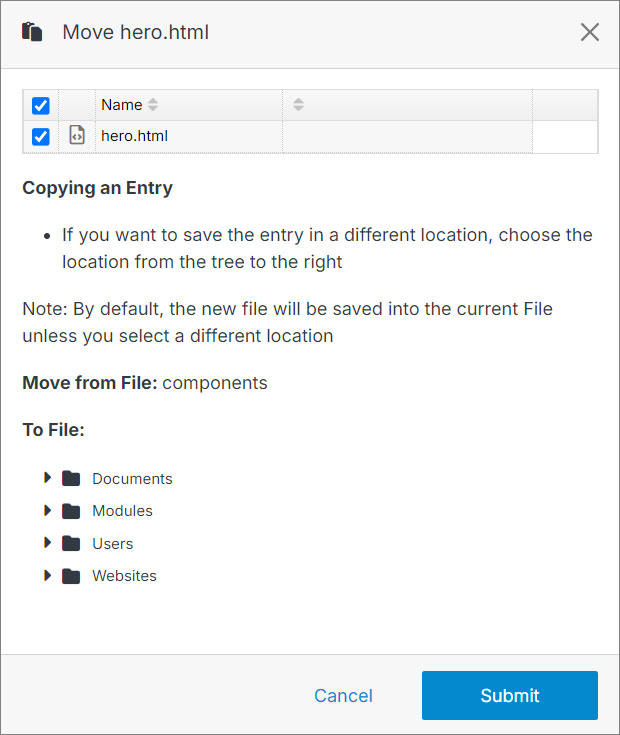 Move hero.html
Name
hero.html
Copying an Entry
If you want to save the entry in a different location, choose the
location from the tree to the right
Note: By default, the new file will be saved into the current File
unless you select a different location
Move from File: components
To File:
Documents
Modules
Users
Websites
Cancel
Submit